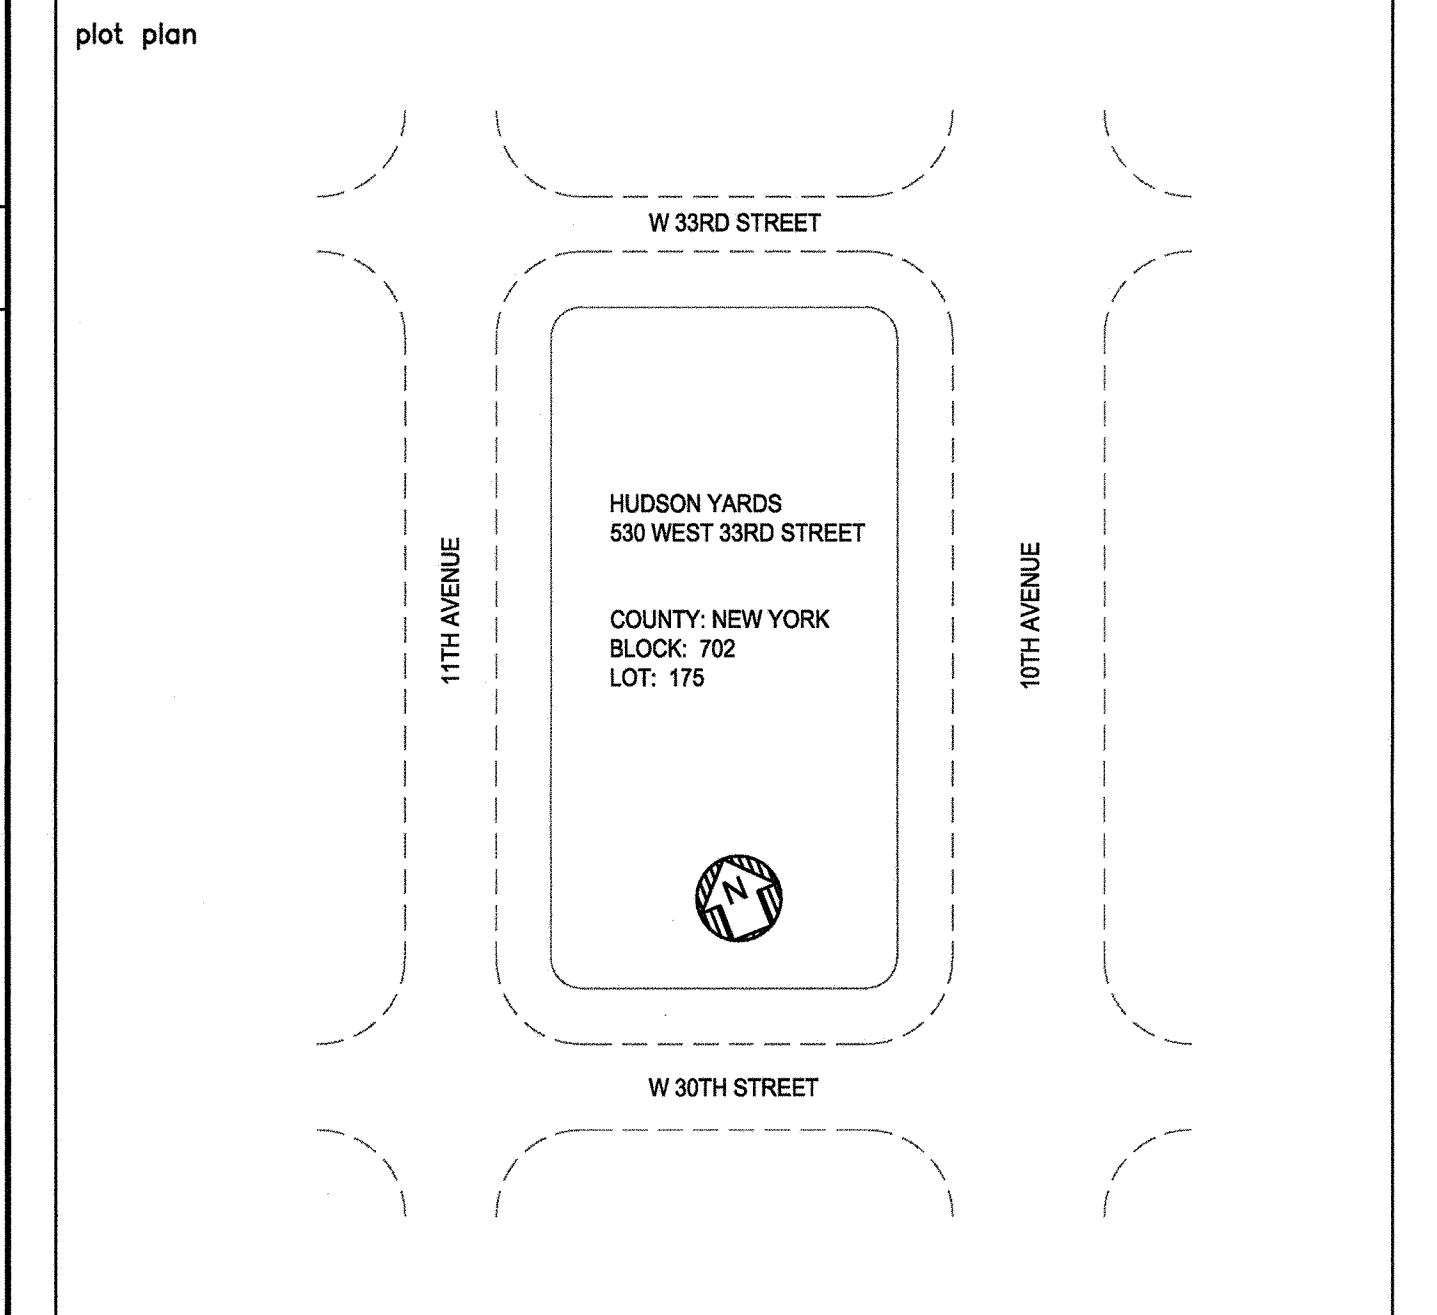 plot plan
W 33RD STREET
HUDSON YARDS
530 WEST 33RD STREET
11TH AVENUE
10TH AVENUE
COUNTY: NEW YORK
BLOCK: 702
LOT: 175
N
W 30TH STREET